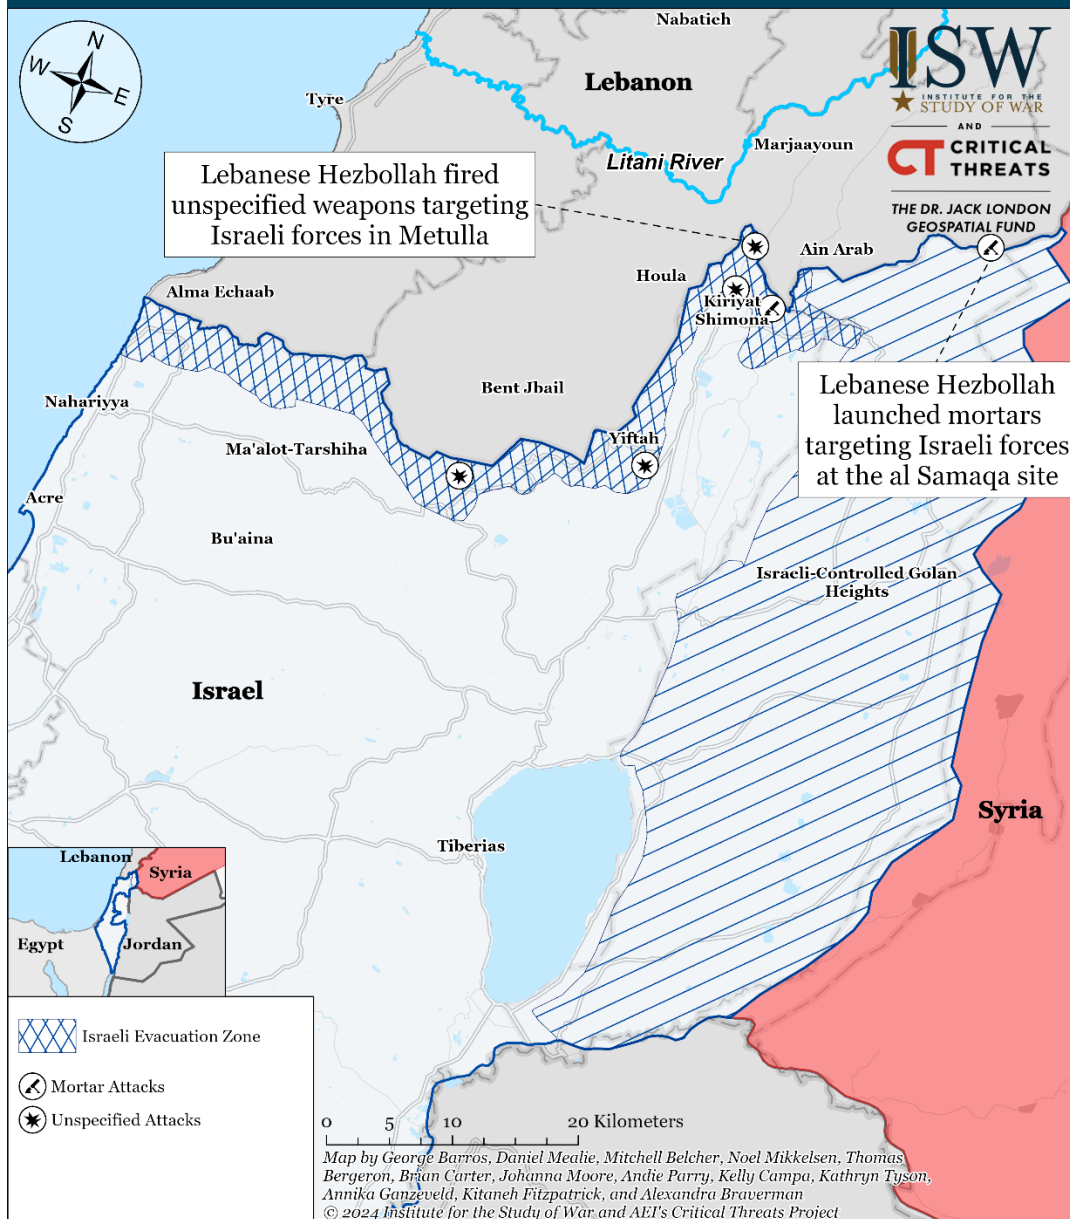 Nabatieh
N
W
E
S
ISW
INSTITUTE FOR THE
STUDY OF WAR
AND
CT CRITICAL
THREATS
THE DR. JACK LONDON
GEOSPATIAL FUND
Lebanon
Tyre
Marjaayoun
Litani River
Lebanese Hezbollah fired
unspecified weapons targeting
Israeli forces in Metulla
Ain Arab
Houla
Alma Echaab
Kiriyat
Shimona
Bent Jbail
Lebanese Hezbollah
launched mortars
targeting Israeli forces
at the al Samaqa site
Nahariyya
Yiftah
Ma'alot-Tarshiha
Acre
Bu'aina
Israeli-Controlled Golan
Heights
Israel
Syria
Tiberias
Lebanon
Syria
Egypt
Jordan
Israeli Evacuation Zone
Mortar Attacks
Unspecified Attacks
0 5 10 20 Kilometers
Map by George Barros, Daniel Mealie, Mitchell Belcher, Noel Mikkelsen, Thomas
Bergeron, Brian Carter, Johanna Moore, Andie Parry, Kelly Campa, Kathryn Tyson,
Annika Ganzeveld, Kitaneh Fitzpatrick, and Alexandra Braverman
© 2024 Institute for the Study of War and AEI's Critical Threats Project